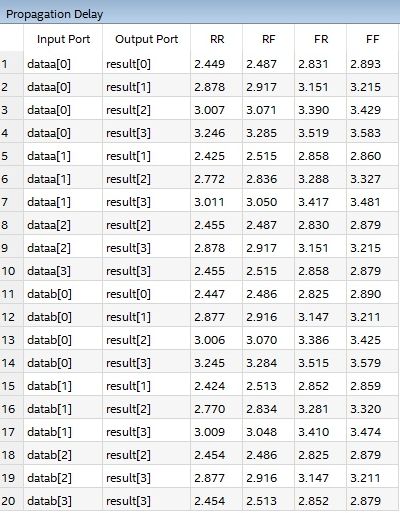 Propagation Delay
Input Port Output Port RR RF FR FF
1 dataa[0] result[0] 2.449 2.487 2.831 2.893
2 dataa[0] result[1] 2.878 2.917 3.151 3.215
3 dataa[0] result[2] 3.007 3.071 3.390 3.429
4 dataa[0] result[3] 3.246 3.285 3.519 3.583
5 dataa[1] result[1] 2.425 2.515 2.858 2.860
6 dataa[1] result[2] 2.772 2.836 3.288 3.327
7 dataa[1] result[3] 3.011 3.050 3.417 3.481
8 dataa[2] result[2] 2.455 2.487 2.830 2.879
9 dataa[2] result[3] 2.878 2.917 3.151 3.215
10 dataa[3] result[3] 2.455 2.515 2.858 2.879
11 datab[0] result[0] 2.447 2.486 2.825 2.890
12 datab[0] result[1] 2.877 2.916 3.147 3.211
13 datab[0] result[2] 3.006 3.070 3.386 3.425
14 datab[0] result[3] 3.245 3.284 3.515 3.579
15 datab[1] result[1] 2.424 2.513 2.852 2.859
16 datab[1] result[2] 2.770 2.834 3.281 3.320
17 datab[1] result[3] 3.009 3.048 3.410 3.474
18 datab[2] result[2] 2.454 2.486 2.825 2.879
19 datab[2] result[3] 2.877 2.916 3.147 3.211
20 datab[3] result[3] 2.454 2.513 2.852 2.879